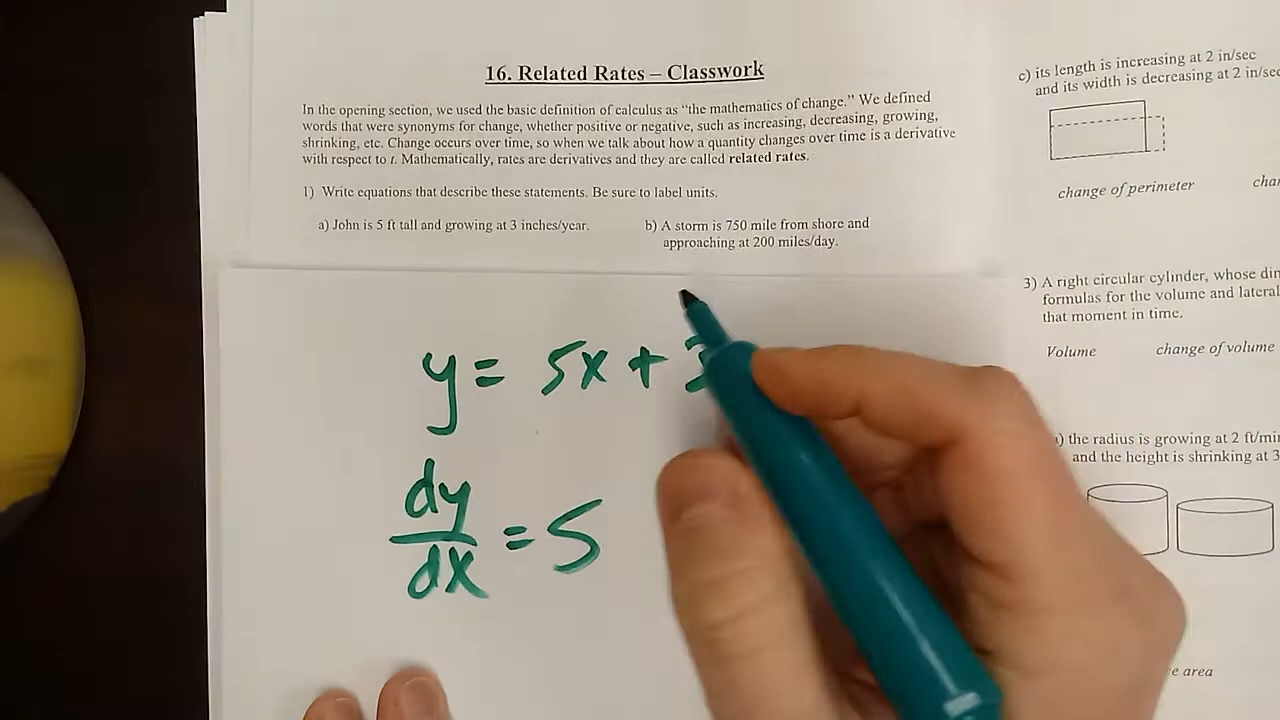 16. Related Rates – Classwork
In the opening section, we used the basic definition of calculus as “the mathematics of change.” We defined
words that were synonyms for change, whether positive or negative, such as increasing, decreasing, growing,
shrinking, etc. Change occurs over time, so when we talk about how a quantity changes over time is a derivative
with respect to t. Mathematically, rates are derivatives and they are called related rates.
1) Write equations that describe these statements. Be sure to label units.
a) John is 5 ft tall and growing at 3 inches/year.
b) A storm is 750 mile from shore and
approaching at 200 miles/day.
y = 5x +
dy
dx
= 5
c) its length is increasing at 2 in/sec
and its width is decreasing at 2 in/sec
change of perimeter
3) A right circular cylinder, whose
formulas for the volume and lateral
that moment in time.
Volume change of volume
) the radius is growing at 2 ft/min
and the height is shrinking at 3
area